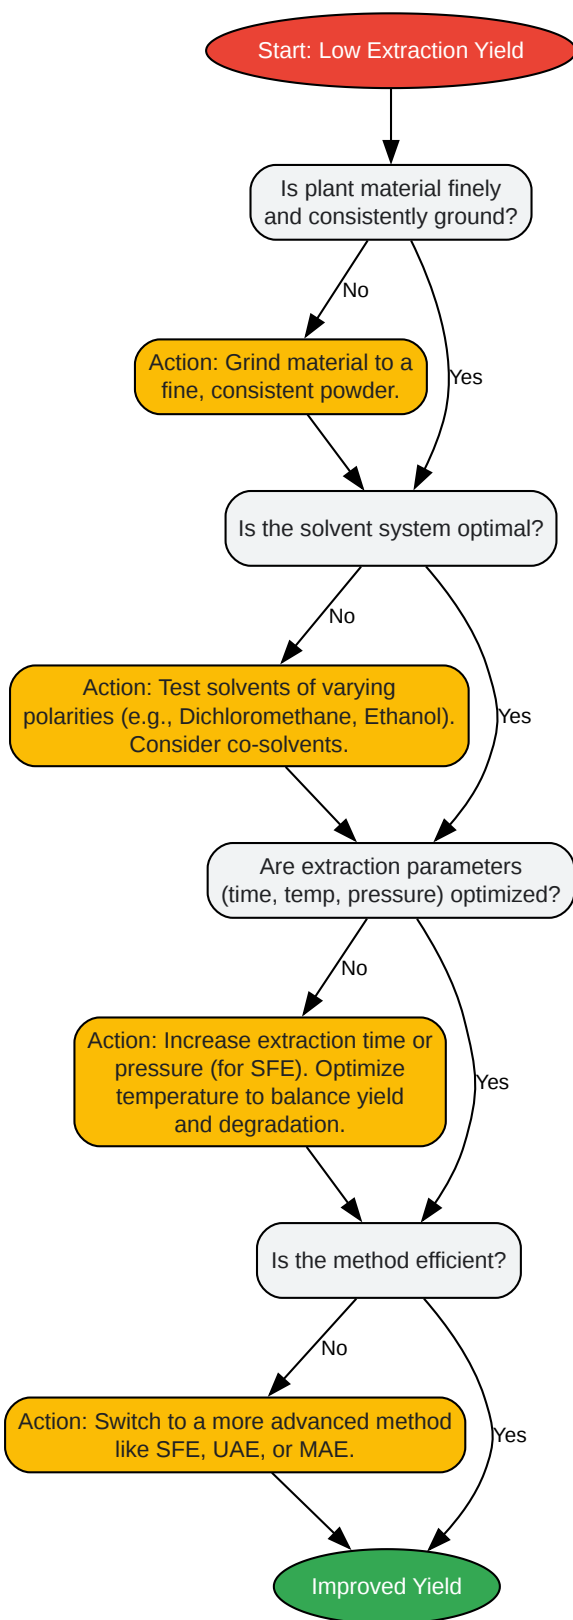 Start: Low Extraction Yield
Is plant material finely
and consistently ground?
No
Action: Grind material to a
fine, consistent powder.
Yes
Is the solvent system optimal?
No
Action: Test solvents of varying
polarities (e.g., Dichloromethane, Ethanol).
Consider co-solvents.
Yes
Are extraction parameters
(time, temp, pressure) optimized?
No
Action: Increase extraction time or
pressure (for SFE). Optimize
temperature to balance yield
and degradation.
Yes
Is the method efficient?
No
Action: Switch to a more advanced method
like SFE, UAE, or MAE.
Yes
Improved Yield